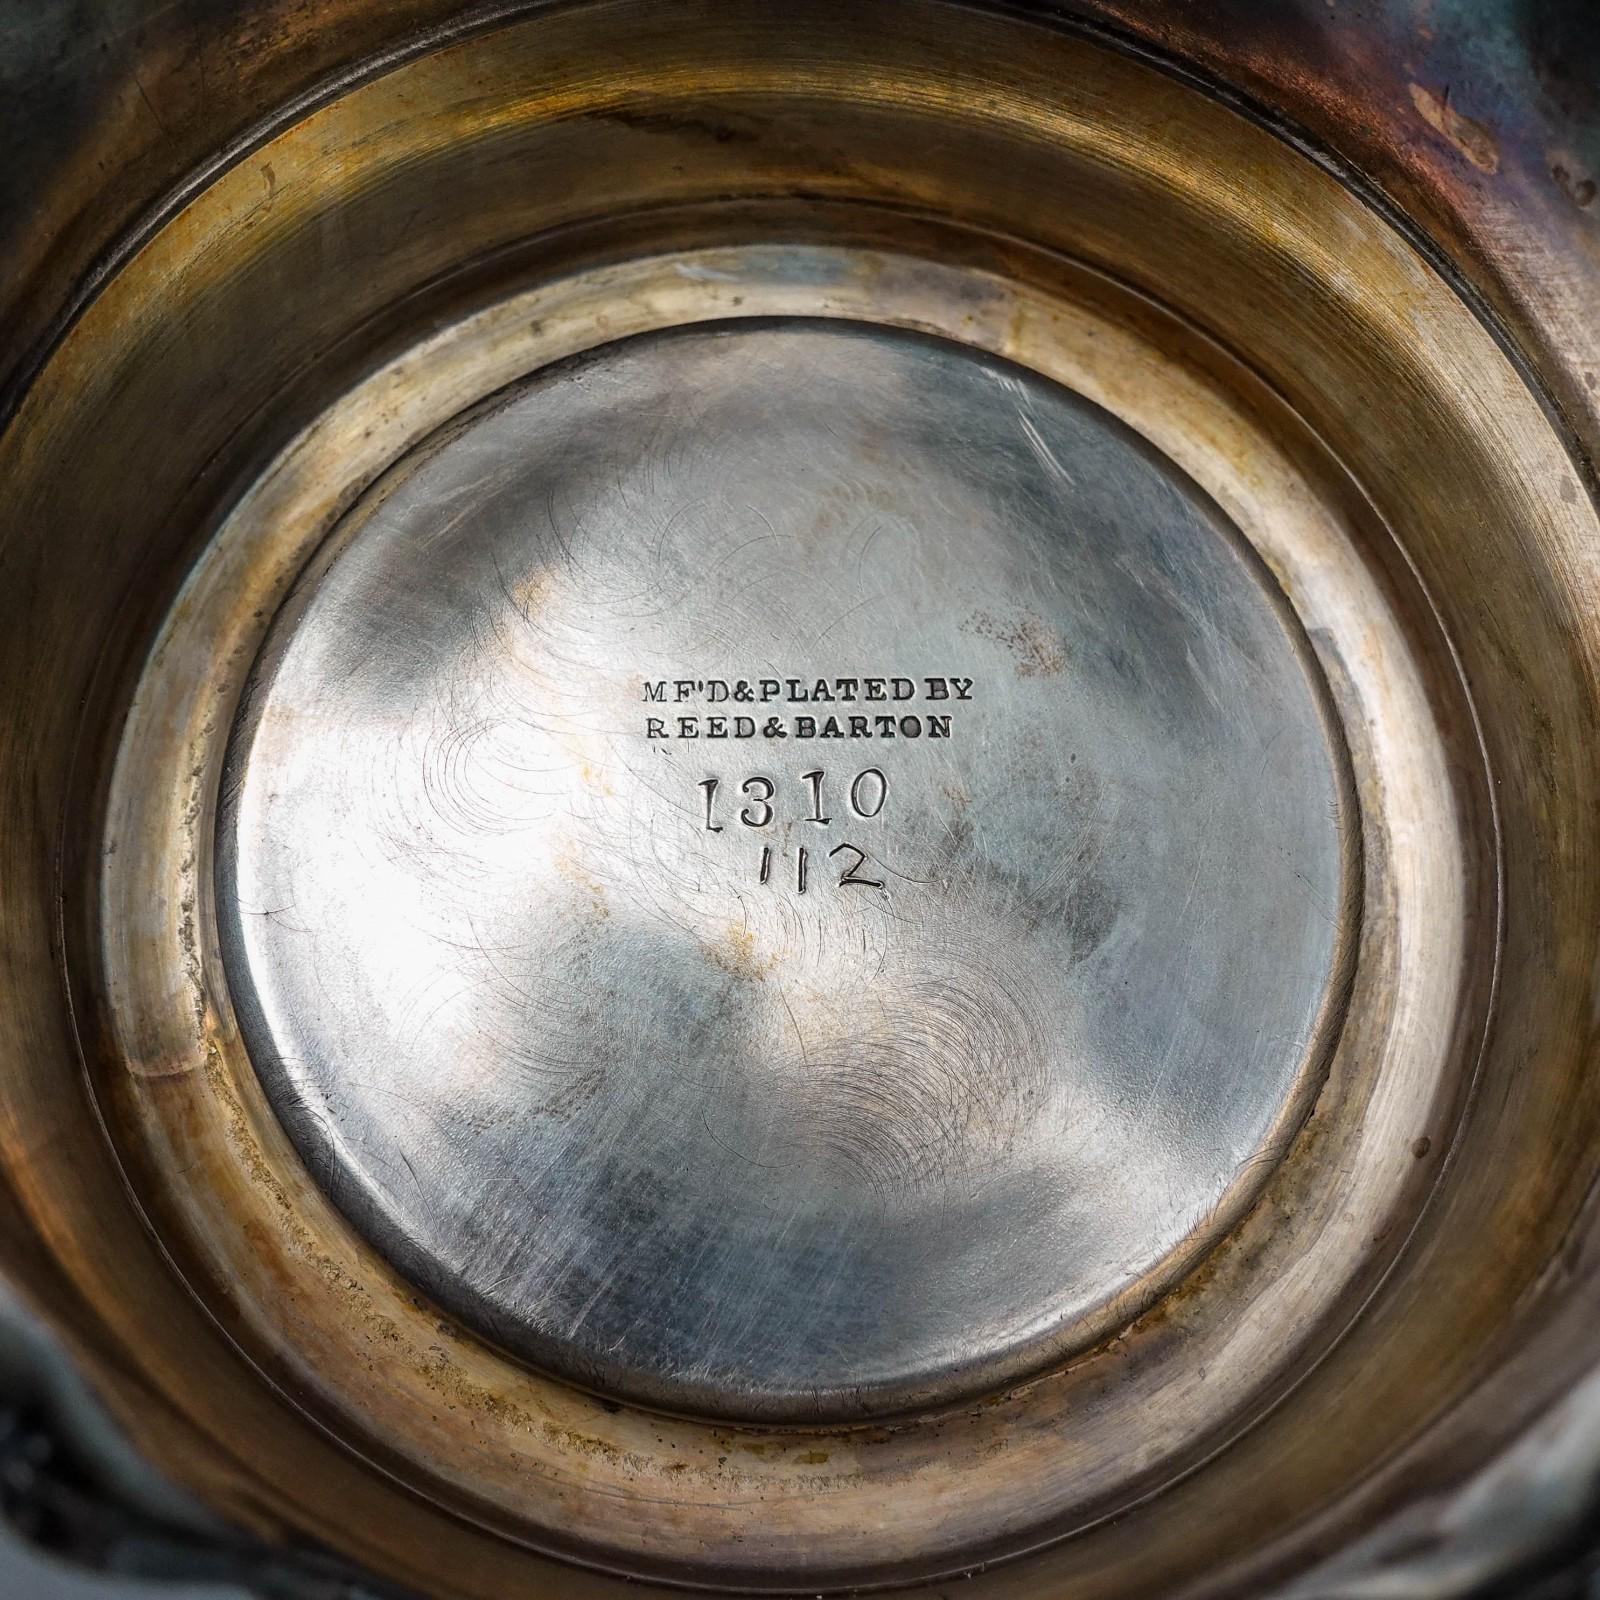 MF'D&PLATED BY
REED&BARTON
1310
112